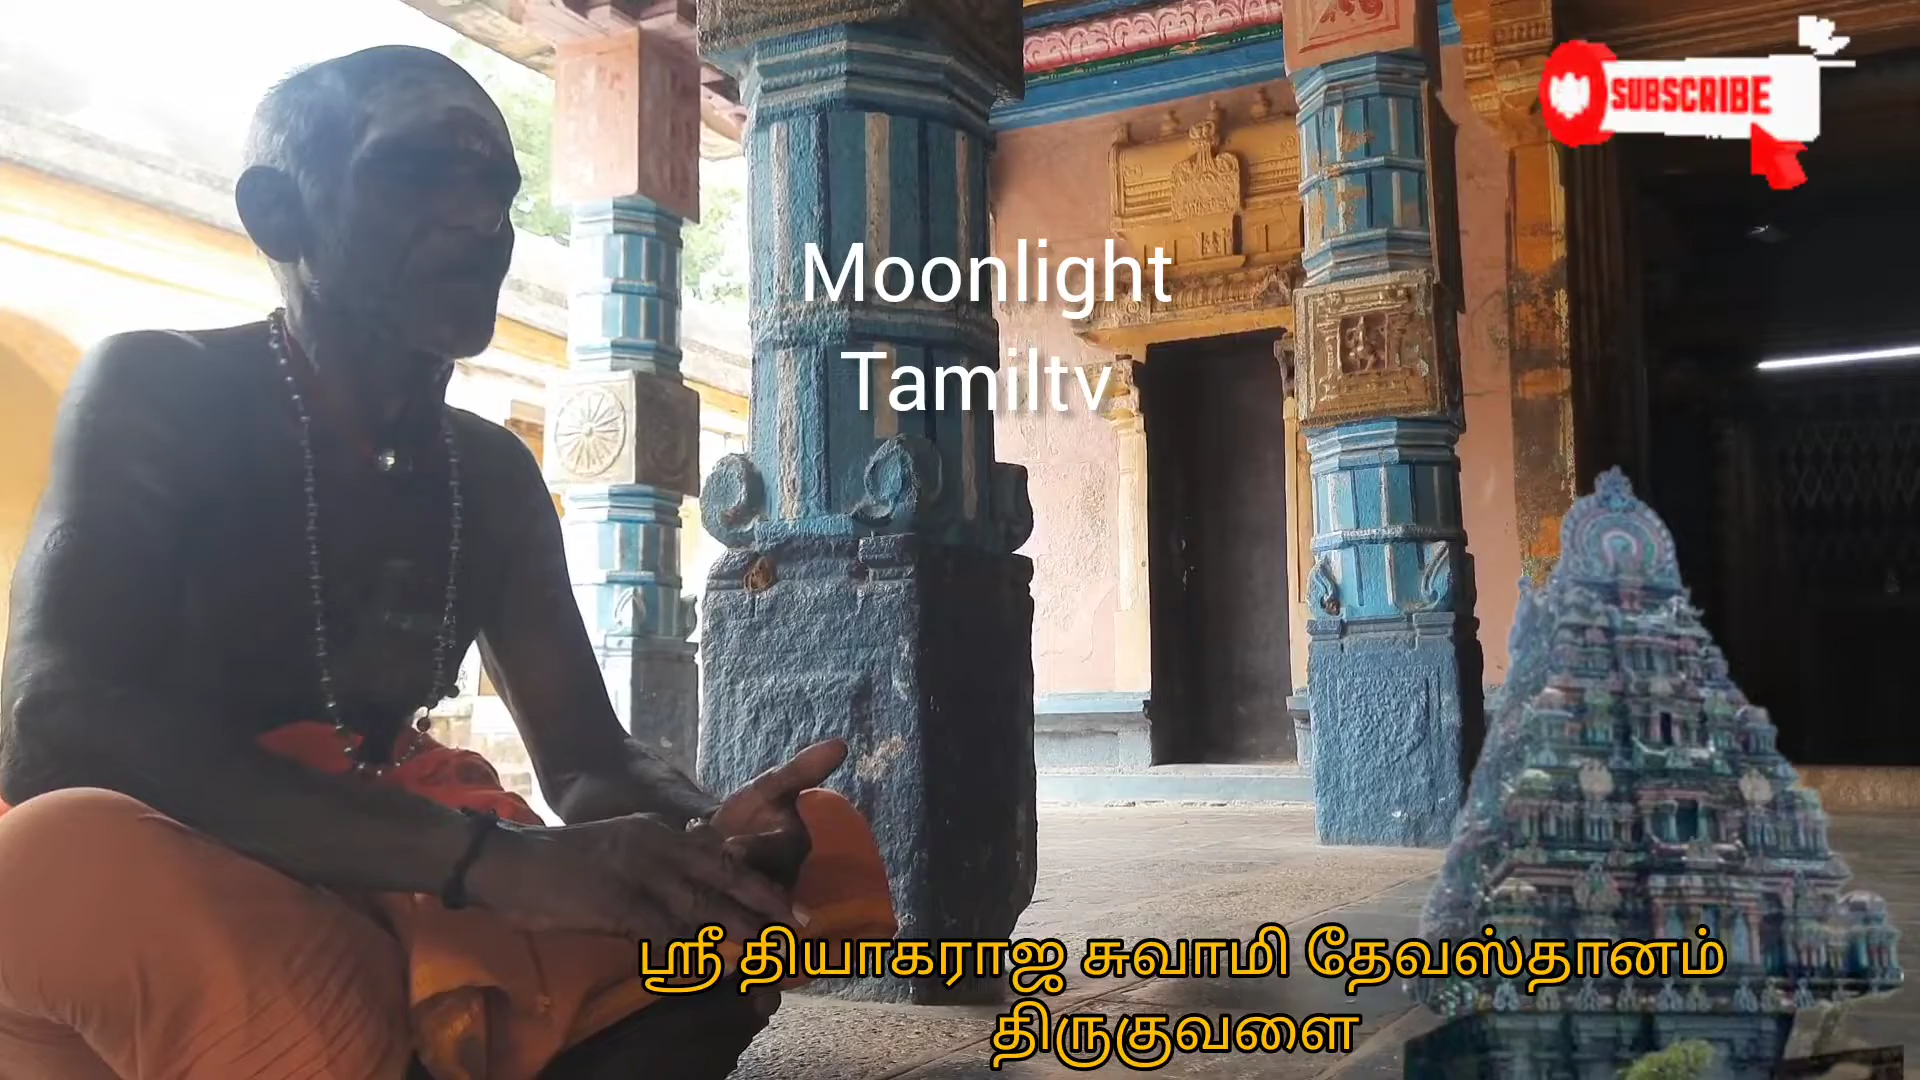 SUBSCRIBE
Moonlight
Tamiltv
ஸ்ரீ தியாகராஜ சுவாமி தேவஸ்தானம்
திருகுவளை